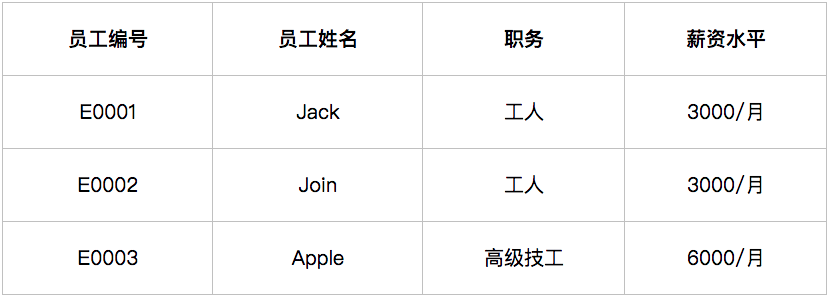 员工编号 员工姓名 职务 薪资水平
E0001 Jack 工人 3000/月
E0002 Join 工人 3000/月
E0003 Apple 高级技工 6000/月